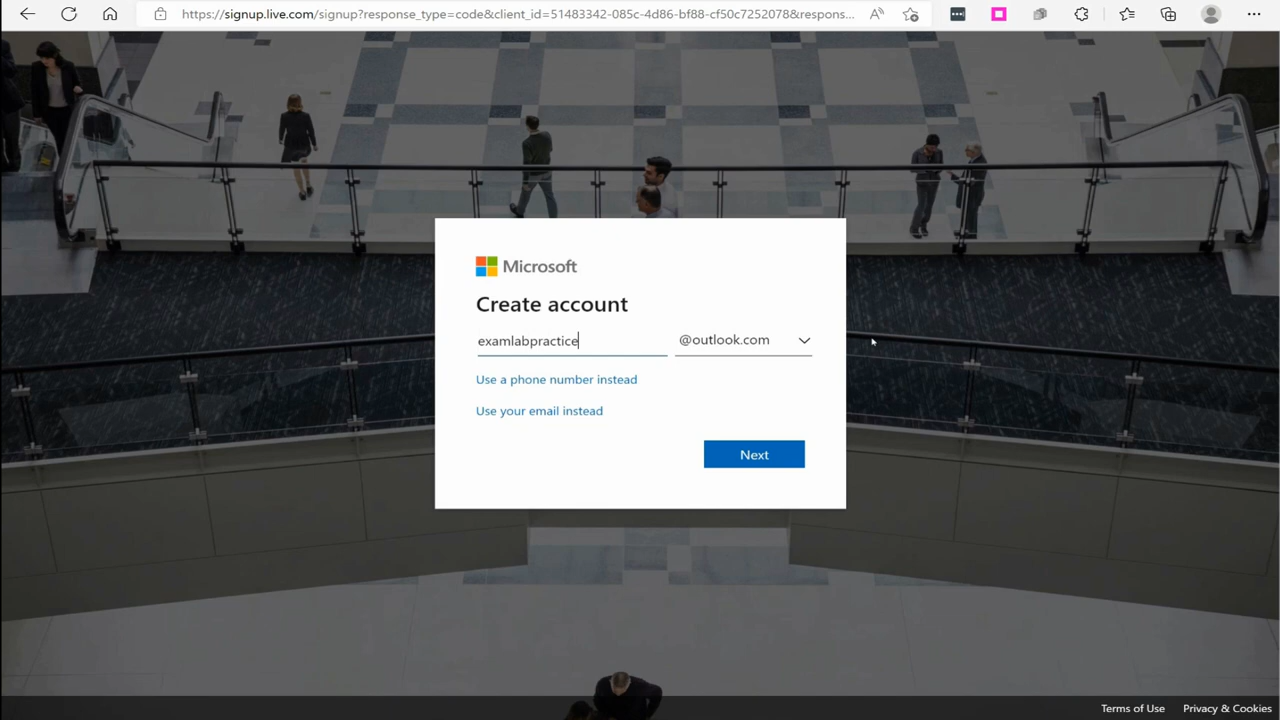 https://signup.live.com/signup?response_type=code&client_id=51483342-085c-4d86-bf88-cf50c7252078&respons...
Microsoft
Create account
examlabpractice
@outlook.com
Use a phone number instead
Use your email instead
Next
Terms of Use
Privacy & Cookies